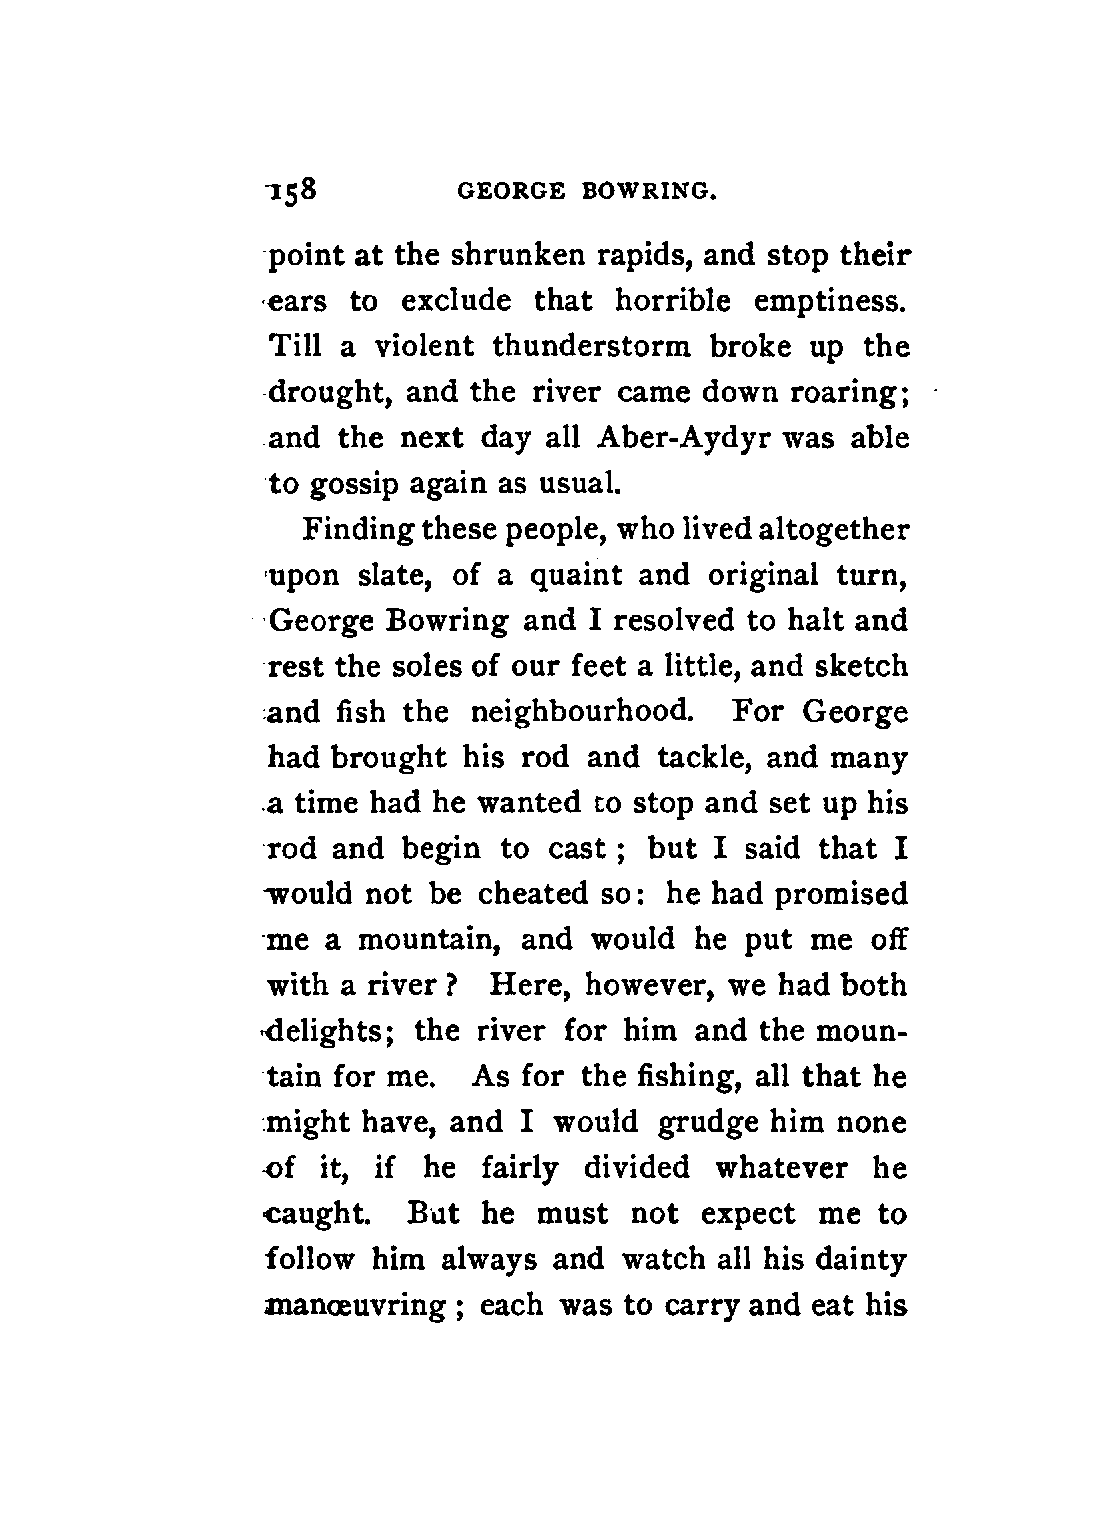 158 GEORGE BOWRING.
point at the shrunken rapids, and stop their
ears to exclude that horrible emptiness.
Till a violent thunderstorm broke up the
drought, and the river came down roaring;
and the next day all Aber-Aydyr was able
to gossip again as usual.
Finding these people, who lived altogether
upon slate, of a quaint and original turn,
George Bowring and I resolved to halt and
rest the soles of our feet a little, and sketch
and fish the neighbourhood. For George
had brought his rod and tackle, and many
a time had he wanted to stop and set up his
rod and begin to cast ; but I said that I
would not be cheated so: he had promised
me a mountain, and would he put me off
with a river ? Here, however, we had both
delights; the river for him and the moun-
tain for me. As for the fishing, all that he
might have, and I would grudge him none
of it, if he fairly divided whatever he
caught. But he must not expect me to
follow him always and watch all his dainty
manœuvring ; each was to carry and eat his